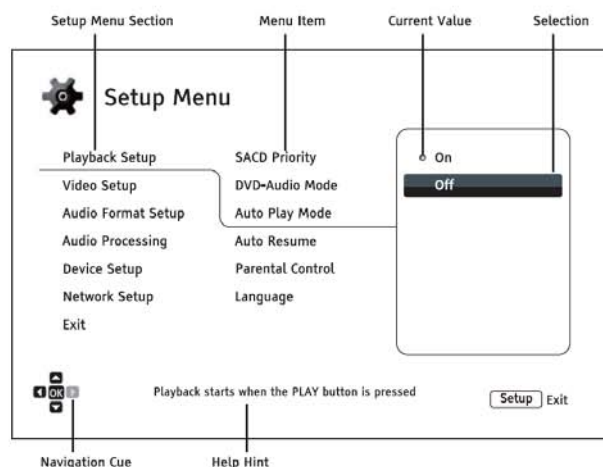 Setup Menu Section Menu Item Current Value Selection
Setup Menu
Playback Setup SACD Priority On
Video Setup DVD-Audio Mode Off
Audio Format Setup Auto Play Mode
Audio Processing Auto Resume
Device Setup Parental Control
Network Setup Language
Exit
OK Playback starts when the PLAY button is pressed Setup Exit
Navigation Cue Help Hint